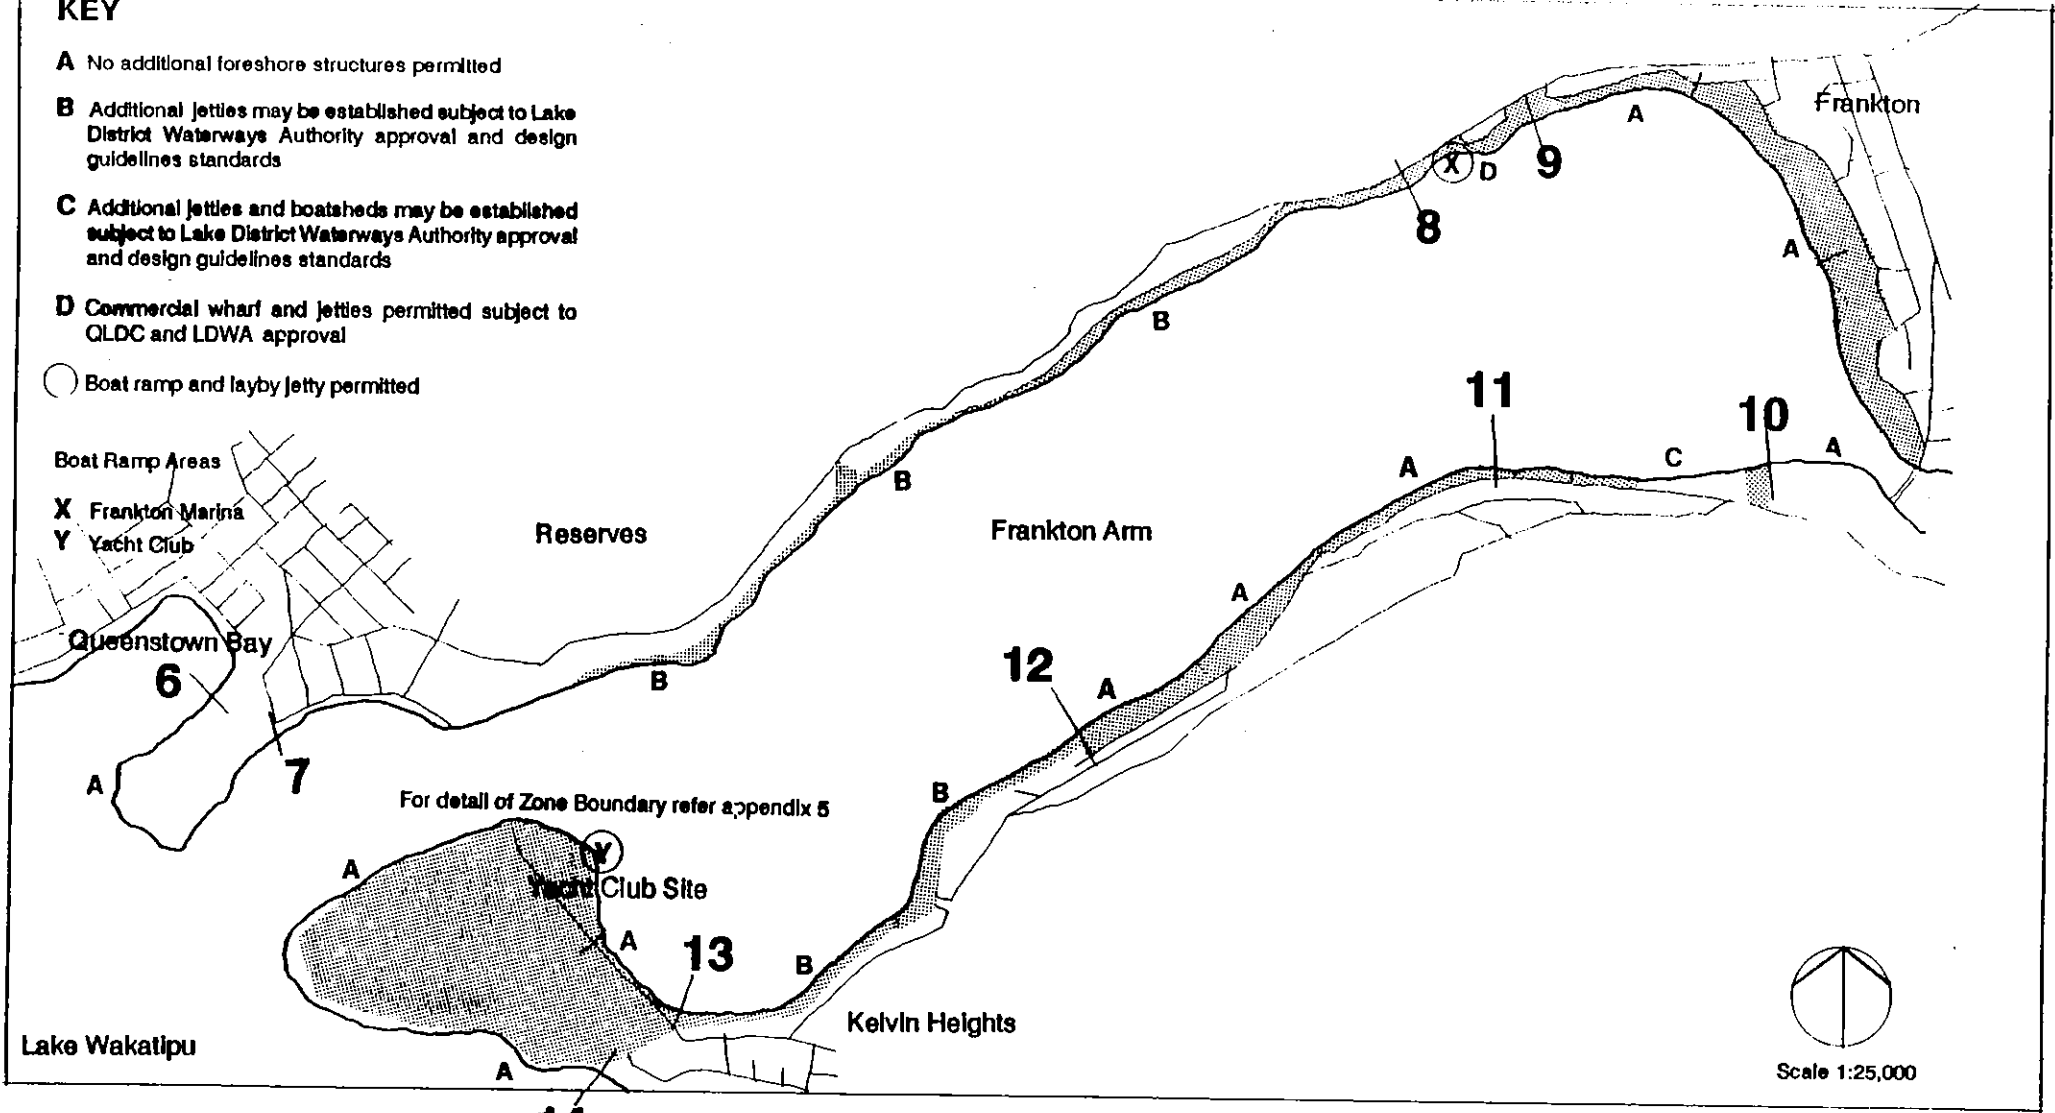 KEY
A No additional foreshore structures permitted
B Additional jetties may be established subject to Lake
District Waterways Authority approval and design
guidelines standards
C Additional jetties and boatsheds may be established
subject to Lake District Waterways Authority approval
and design guidelines standards
D Commercial wharf and jetties permitted subject to
QLDC and LDWA approval
Boat ramp and layby jetty permitted
Boat Ramp Areas
X Frankton Marina
Y Yacht Club
Frankton
A
X D 9
8
A
B
11
10
A
C
A
B
Reserves
Frankton Arm
A
Queenstown Bay
6
B
12
A
7
A
B
For detail of Zone Boundary refer appendix 5
Y
A
Yacht Club Site
A
13
B
Kelvin Heights
Lake Wakatipu
A
Scale 1:25,000